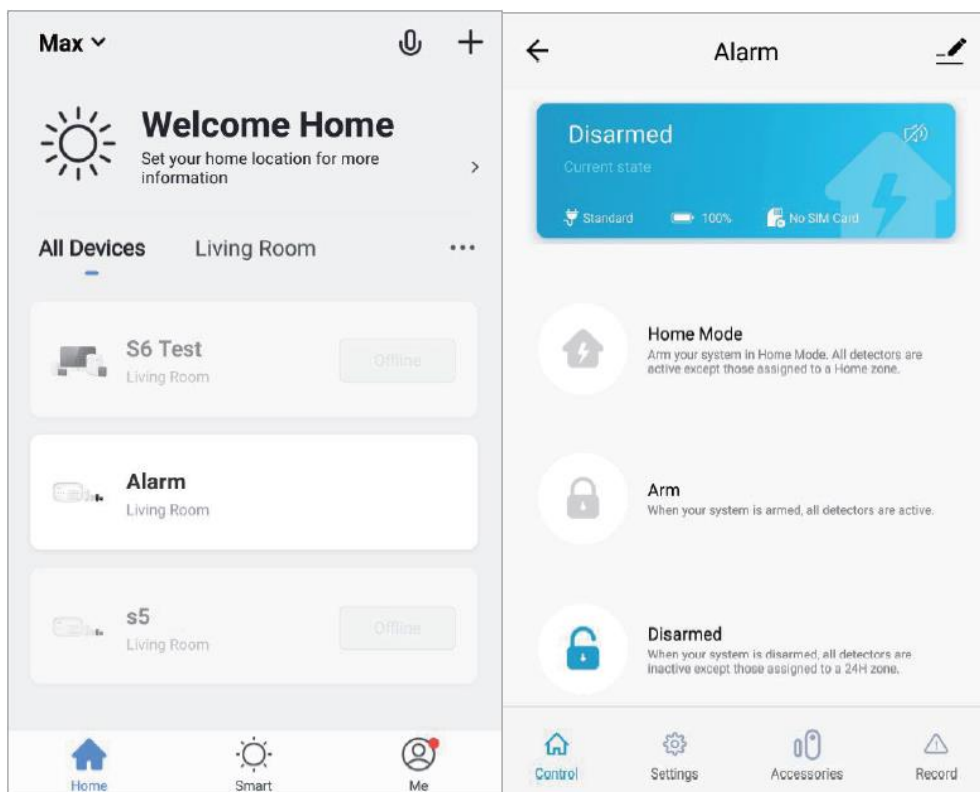 Max
Welcome Home
Set your home location for more
information
All Devices Living Room
S6 Test
Living Room
Offline
Alarm
Living Room
s5
Living Room
Offline
Home Smart Me
Alarm
Disarmed
Current state
Standard 100% No SIM Card
Home Mode
Arm your system in Home Mode. All detectors are
active except those assigned to a Home zone.
Arm
When your system is armed, all detectors are active.
Disarmed
When your system is disarmed, all detectors are
inactive except those assigned to a 24H zone.
Control Settings Accessories Record